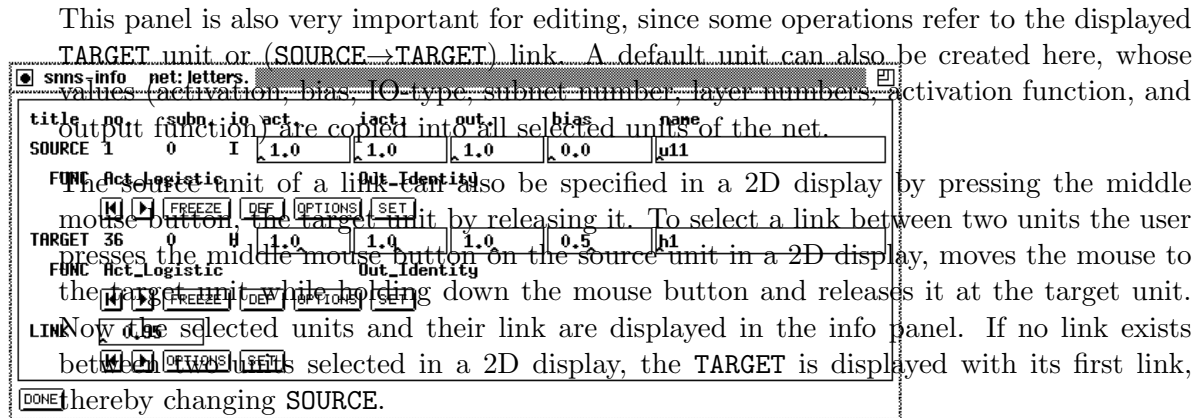 This panel is also very important for editing, since some operations refer to the displayed
TARGET unit or (SOURCE→TARGET) link. A default unit can also be created here, whose
snns-info net: letters.
values (activation, bias, IO-type, subnet number, layer numbers, activation function, and
title no. subn. io act. iact. out. bias name
output function) are copied into all selected units of the net.
SOURCE 1 0 I 1.0 1.0 1.0 0.0 u11
FUNC Act_Logistic Out_Identity
The source unit of a link can also be specified in a 2D display by pressing the middle
FREEZE DEF OPTIONS SET
mouse button, the target unit by releasing it. To select a link between two units the user
TARGET 36 0 H 1.0 1.0 1.0 0.5 h1
presses the middle mouse button on the source unit in a 2D display, moves the mouse to
FUNC Act_Logistic Out_Identity
the target unit while holding down the mouse button and releases it at the target unit.
FREEZE DEF OPTIONS SET
LINK 0.95
Now the selected units and their link are displayed in the info panel. If no link exists
OPTIONS SET
between two units selected in a 2D display, the TARGET is displayed with its first link,
DONE
thereby changing SOURCE.